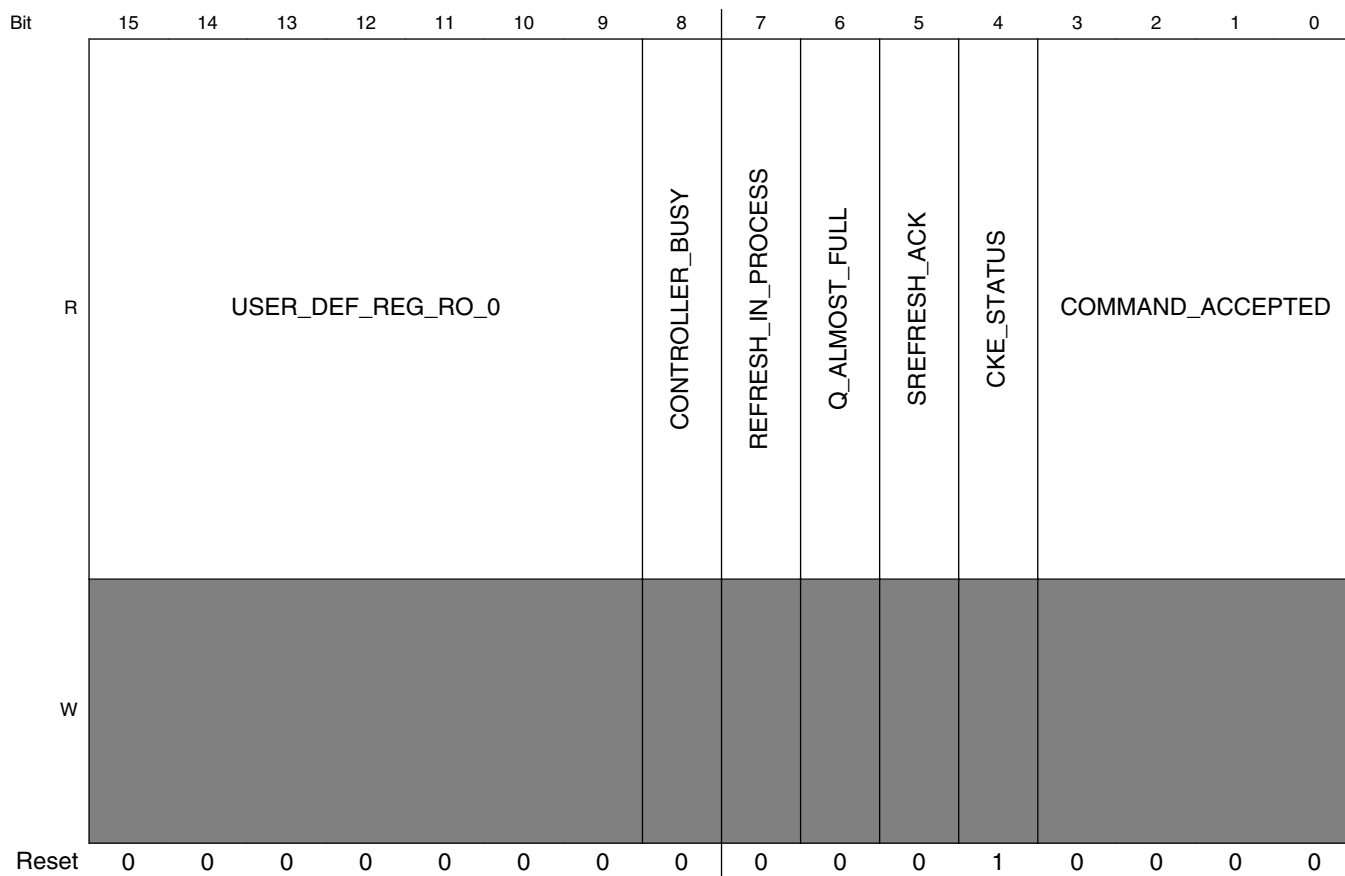 Bit 15 14 13 12 11 10 9 8 7 6 5 4 3 2 1 0
R USER_DEF_REG_RO_0 CONTROLLER_BUSY REFRESH_IN_PROCESS Q_ALMOST_FULL SREFRESH_ACK CKE_STATUS COMMAND_ACCEPTED
W
Reset 0 0 0 0 0 0 0 0 0 0 0 1 0 0 0 0